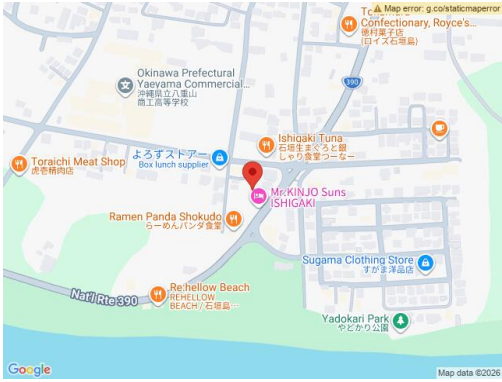 Map error: g.co/staticmaperror
Confectionary, Royce's...
徳村菓子店
(ロイズ石垣島)
390
Okinawa Prefectural
Yaeyama Commercial...
沖縄県立八重山
商工高等学校
Ishigaki Tuna
石垣生まぐろと銀
しゃり食堂つーなー
よろずストアー
Box lunch supplier
Toraichi Meat Shop
虎壱精肉店
Mr.KINJO Suns
ISHIGAKI
Ramen Panda Shokudo
らーめんパンダ食堂
Sugama Clothing Store
すがま洋品店
Nat'l Rte 390
Re:hellow Beach
REHELLOW
BEACH / 石垣島...
Yadokari Park
やどかり公園
Google
Map data ©2026